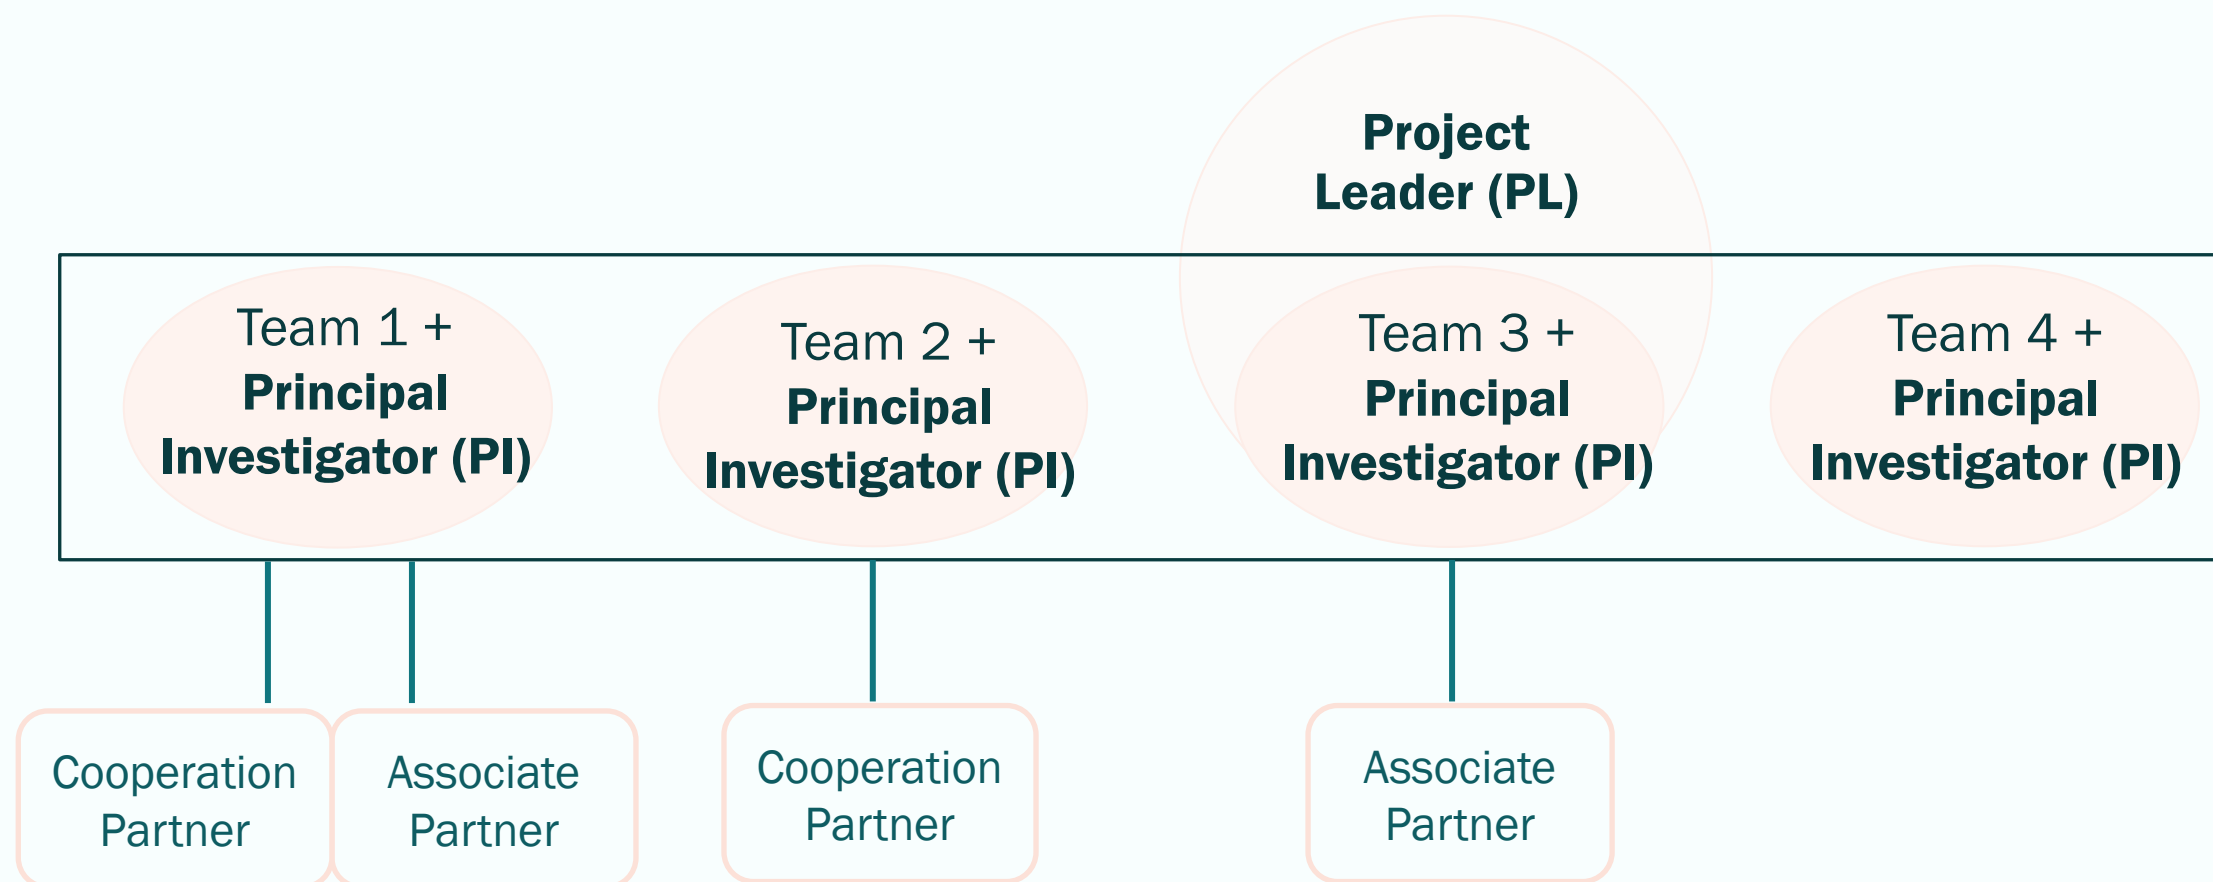 Project
Leader (PL)
Team 1 +
Principal
Investigator (PI)
Team 2 +
Principal
Investigator (PI)
Team 3 +
Principal
Investigator (PI)
Team 4 +
Principal
Investigator (PI)
Cooperation
Partner
Associate
Partner
Cooperation
Partner
Associate
Partner